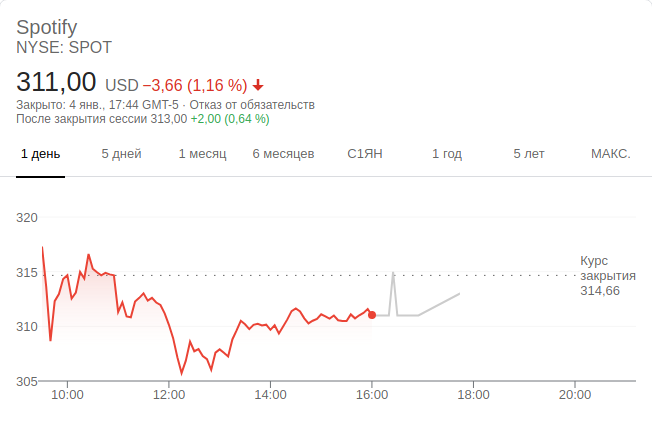 Spotify
NYSE: SPOT
311,00 USD −3,66 (1,16 %)
Закрыто: 4 янв., 17:44 GMT-5 · Отказ от обязательств
После закрытия сессии 313,00 +2,00 (0,64 %)
1 день 5 дней 1 месяц 6 месяцев С1ЯН 1 год 5 лет МАКС.
320
315
310
305
Курс
закрытия
314,66
10:00 12:00 14:00 16:00 18:00 20:00